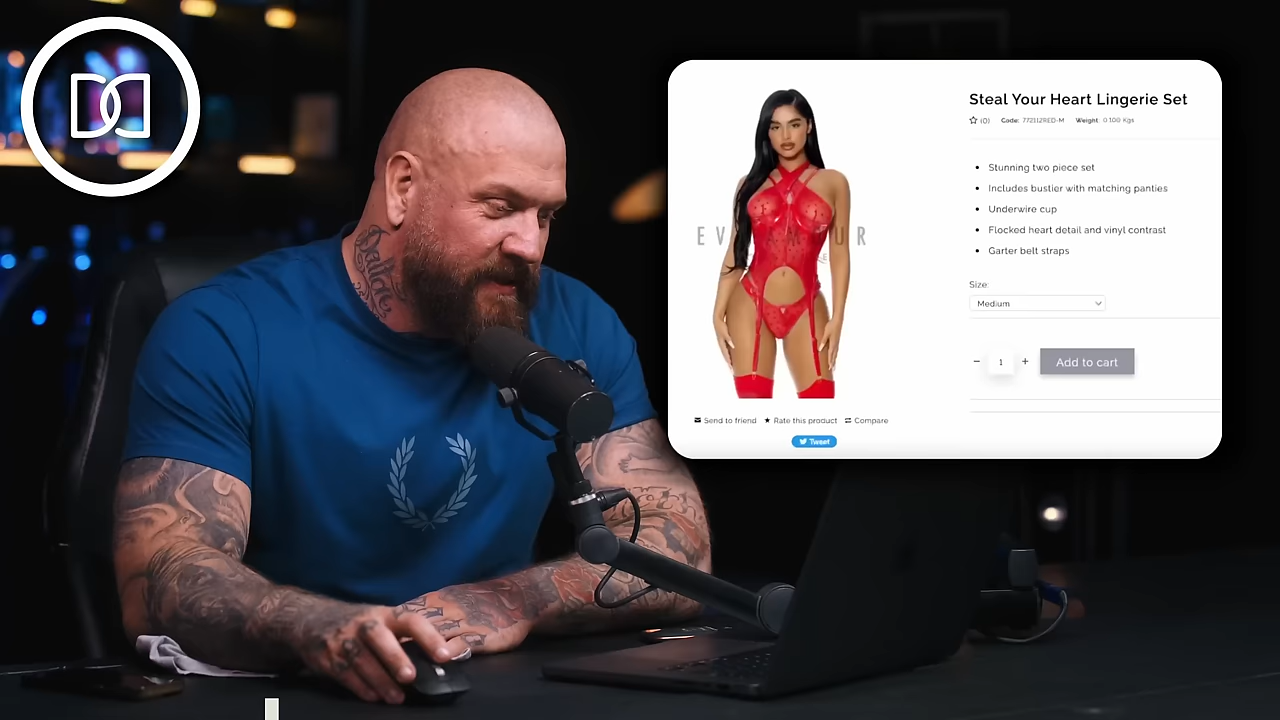 Steal Your Heart Lingerie Set
(0) Code: 772112RED-M Weight: 0.100 Kgs
Stunning two piece set
Includes bustier with matching panties
Underwire cup
Flocked heart detail and vinyl contrast
Garter belt straps
Size:
Medium
− 1 + Add to cart
Send to friend Rate this product Compare
Tweet